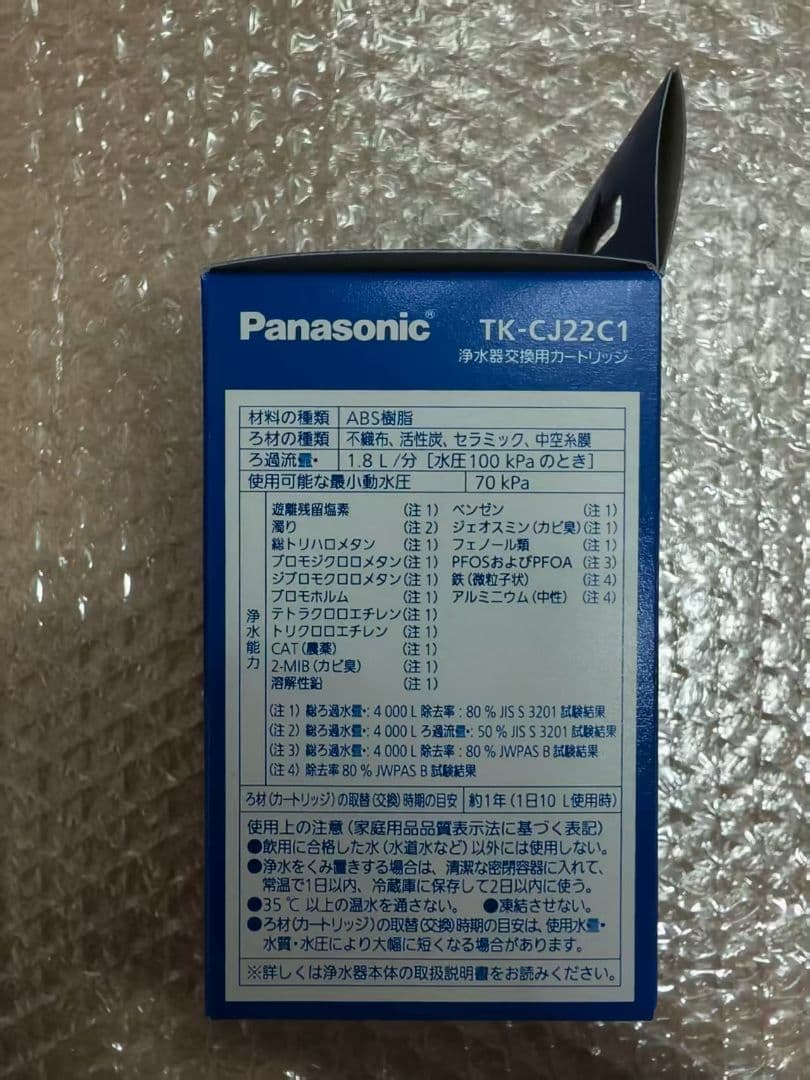 Panasonic® TK-CJ22C1
浄水器交換用カートリッジ
材料の種類 ABS樹脂
ろ材の種類 不織布、活性炭、セラミック、中空糸膜
ろ過流量・ 1.8 L /分 [水圧100 kPa のとき]
使用可能な最小動水圧 70 kPa
浄水能力
遊離残留塩素 (注 1) ベンゼン (注 1)
濁り (注 2) ジェオスミン(カビ臭) (注 1)
総トリハロメタン (注 1) フェノール類 (注 1)
ブロモジクロロメタン (注 1) PFOSおよびPFOA (注 3)
ジブロモクロロメタン (注 1) 鉄(微粒子状) (注 4)
ブロモホルム (注 1) アルミニウム(中性) (注 4)
テトラクロロエチレン (注 1)
トリクロロエチレン (注 1)
CAT(農薬) (注 1)
2-MIB(カビ臭) (注 1)
溶解性鉛 (注 1)
(注 1) 総ろ過水量・: 4 000 L 除去率 : 80 % JIS S 3201 試験結果
(注 2) 総ろ過水量・: 4 000 L ろ過流量・: 50 % JIS S 3201 試験結果
(注 3) 総ろ過水量・: 4 000 L 除去率 : 80 % JWPAS B 試験結果
(注 4) 除去率 80 % JWPAS B 試験結果
ろ材(カートリッジ)の取替(交換)時期の目安 約1年(1日10 L使用時)
使用上の注意(家庭用品品質表示法に基づく表記)
●飲用に合格した水(水道水など)以外には使用しない。
●浄水をくみ置きする場合は、清潔な密閉容器に入れて、
常温で1日以内、冷蔵庫に保存して2日以内に使う。
●35 ℃ 以上の温水を通さない。 ●凍結させない。
●ろ材(カートリッジ)の取替(交換)時期の目安は、使用水量・
水質・水圧により大幅に短くなる場合があります。
※詳しくは浄水器本体の取扱説明書をお読みください。